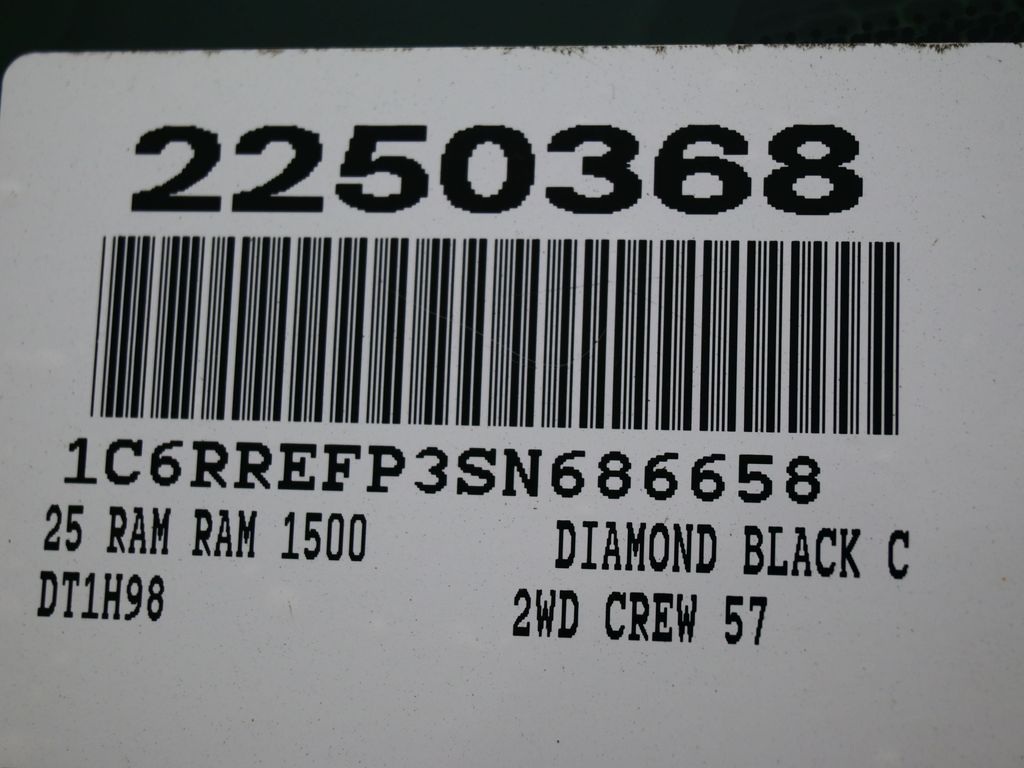 2250368
1C6RREFP3SN686658
25 RAM RAM 1500 DIAMOND BLACK C
DT1H98 2WD CREW 57